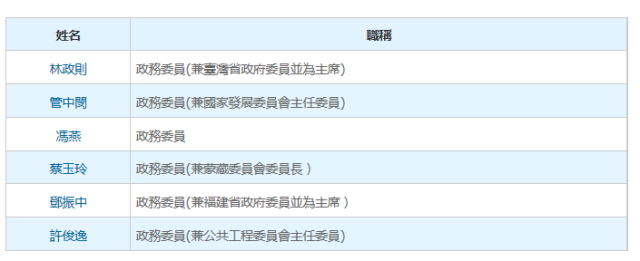 姓名 職稱
林政則 政務委員(兼臺灣省政府委員並為主席)
管中閔 政務委員(兼國家發展委員會主任委員)
馮燕 政務委員
蔡玉玲 政務委員(兼蒙藏委員會委員長)
鄧振中 政務委員(兼福建省政府委員並為主席)
許俊逸 政務委員(兼公共工程委員會主任委員)